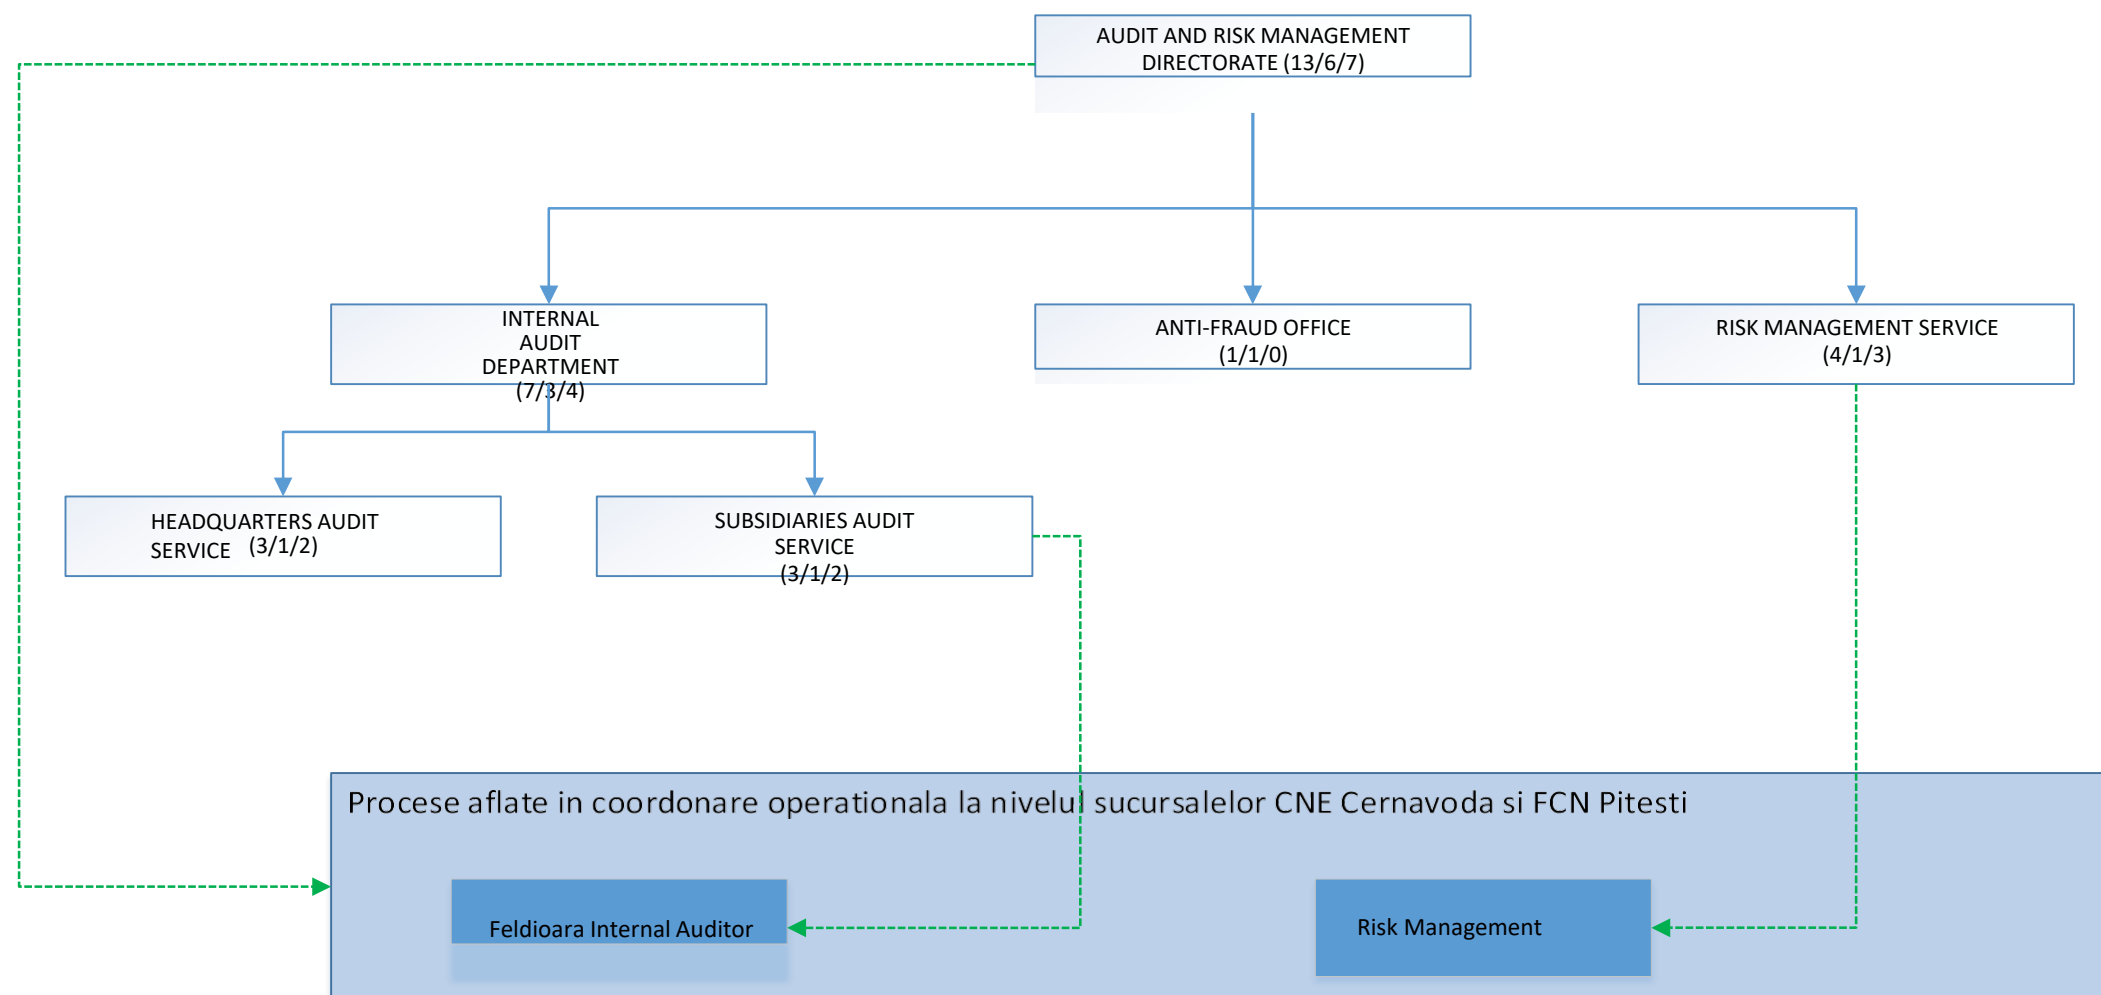 AUDIT AND RISK MANAGEMENT
DIRECTORATE (13/6/7)
INTERNAL
AUDIT
DEPARTMENT
(7/3/4)
ANTI-FRAUD OFFICE
(1/1/0)
RISK MANAGEMENT SERVICE
(4/1/3)
HEADQUARTERS AUDIT
SERVICE (3/1/2)
SUBSIDIARIES AUDIT
SERVICE
(3/1/2)
Procese aflate in coordonare operationala la nivelul sucursalelor CNE Cernavoda si FCN Pitesti
Feldioara Internal Auditor
Risk Management